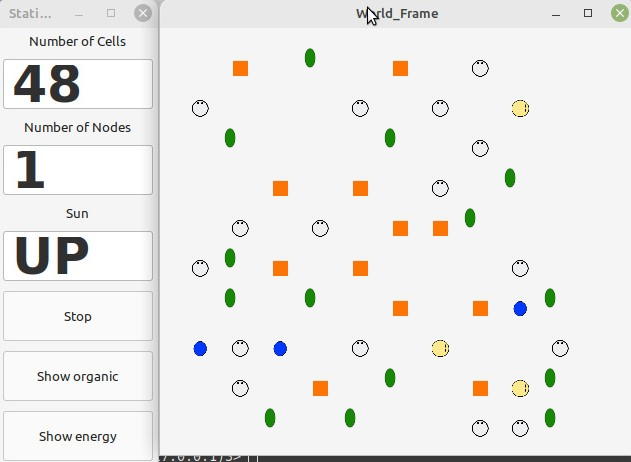 Stati...
World_Frame
Number of Cells
48
Number of Nodes
1
Sun
UP
Stop
Show organic
Show energy